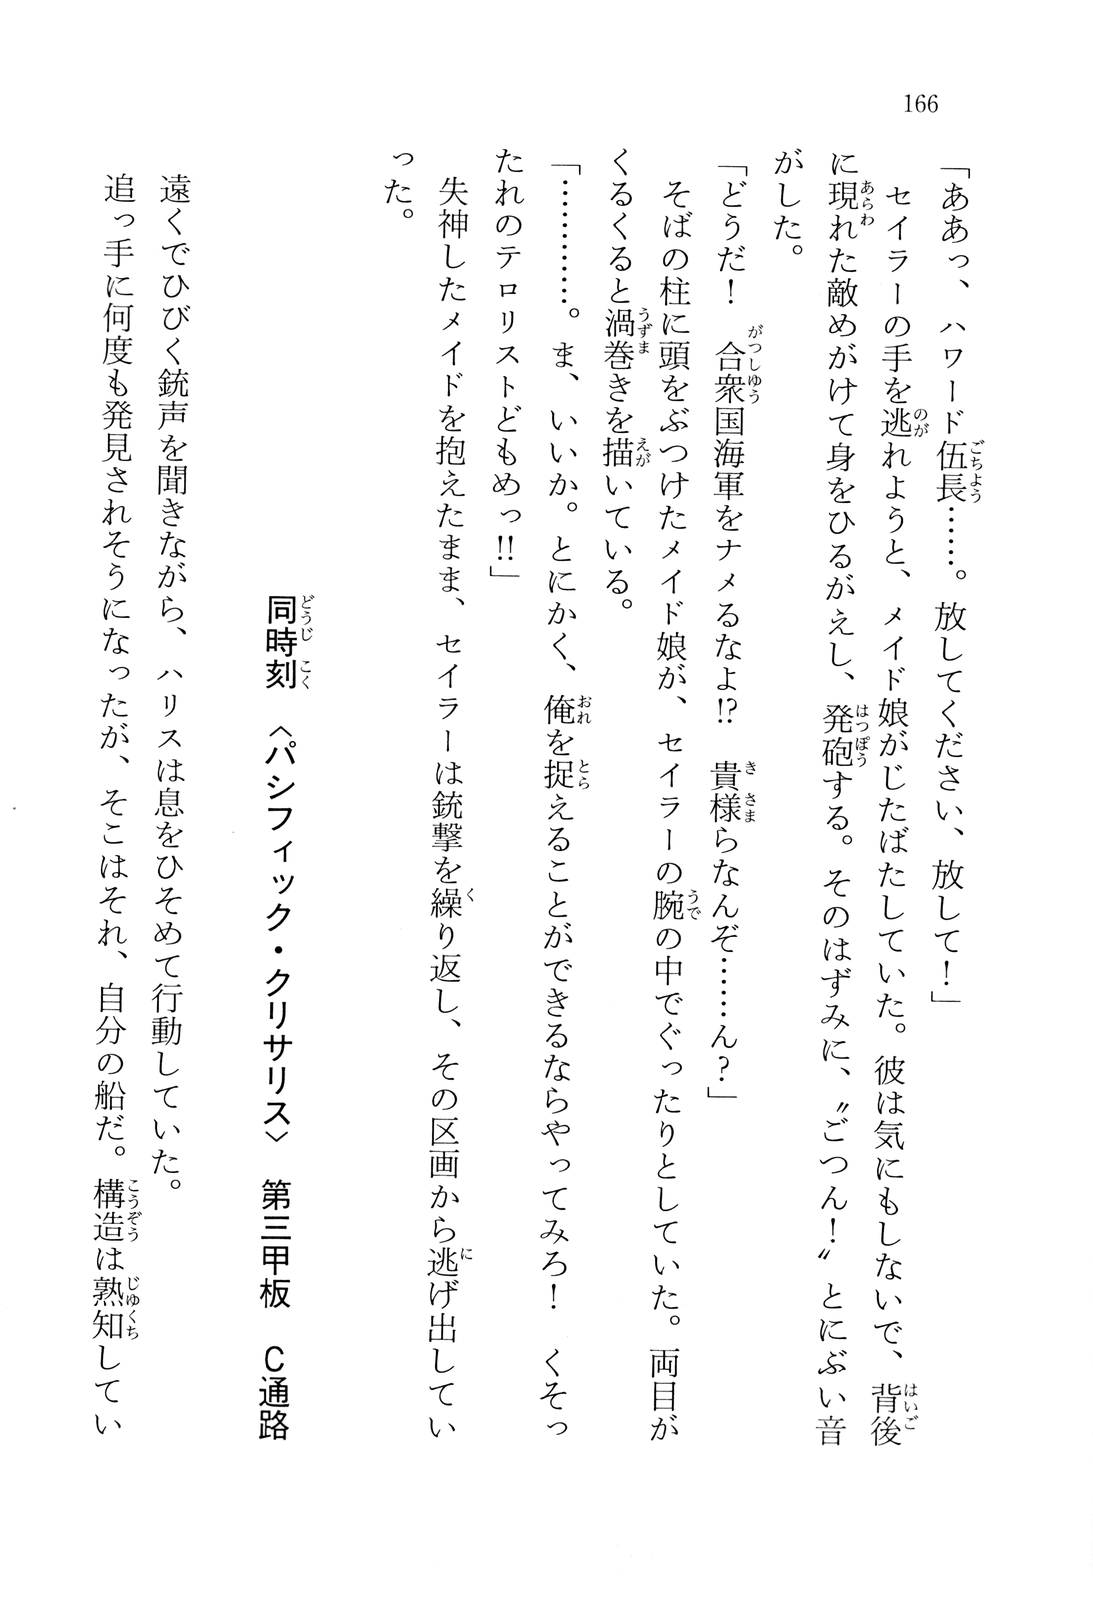 166
「ああっ、ハワード伍長……。放してください、放して！」
　セイラーの手を逃れようと、メイド娘がじたばたしていた。彼は気にもしないで、背後
に現れた敵めがけて身をひるがえし、発砲する。そのはずみに、〝ごつん！〟とにぶい音
がした。
「どうだ！　合衆国海軍をナメるなよ!?　貴様らなんぞ……ん？」
　そばの柱に頭をぶつけたメイド娘が、セイラーの腕の中でぐったりとしていた。両目が
くるくると渦巻きを描いている。
「…………。ま、いいか。とにかく、俺を捉えることができるならやってみろ！　くそっ
たれのテロリストどもめっ!!」
　失神したメイドを抱えたまま、セイラーは銃撃を繰り返し、その区画から逃げ出してい
った。
同時刻　〈パシフィック・クリサリス〉　第三甲板　Ｃ通路
　遠くでひびく銃声を聞きながら、ハリスは息をひそめて行動していた。
　追っ手に何度も発見されそうになったが、そこはそれ、自分の船だ。構造は熟知してい